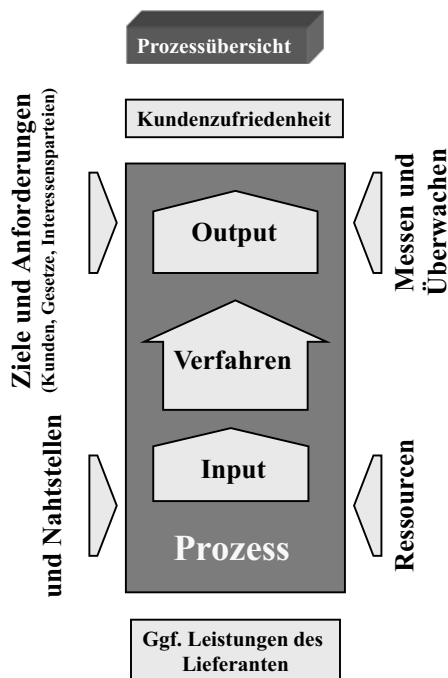 Prozessübersicht
Kundenzufriedenheit
Ziele und Anforderungen
(Kunden, Gesetze, Interessensparteien)
Messen und
Überwachen
Output
Verfahren
Input
und Nahtstellen
Ressourcen
Prozess
Ggf. Leistungen des
Lieferanten